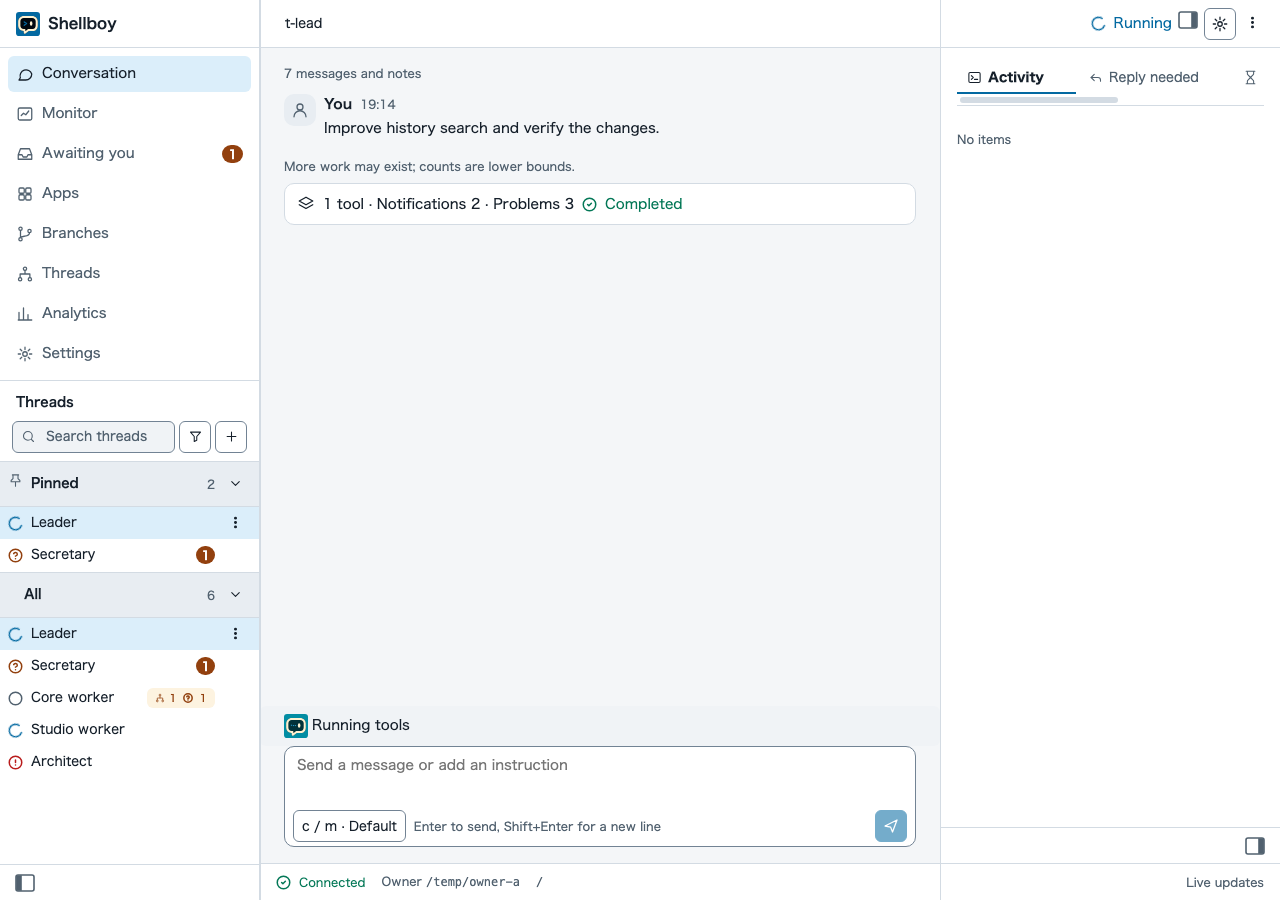 Shellboy
Conversation
Monitor
Awaiting you 1
Apps
Branches
Threads
Analytics
Settings
Threads
Search threads
Pinned 2
Leader
Secretary 1
All 6
Leader
Secretary 1
Core worker 1 1
Studio worker
Architect
t-lead
7 messages and notes
You 19:14
Improve history search and verify the changes.
More work may exist; counts are lower bounds.
1 tool · Notifications 2 · Problems 3 Completed
Running tools
Send a message or add an instruction
c / m · Default Enter to send, Shift+Enter for a new line
Connected Owner /temp/owner-a /
Running
Activity Reply needed
No items
Live updates